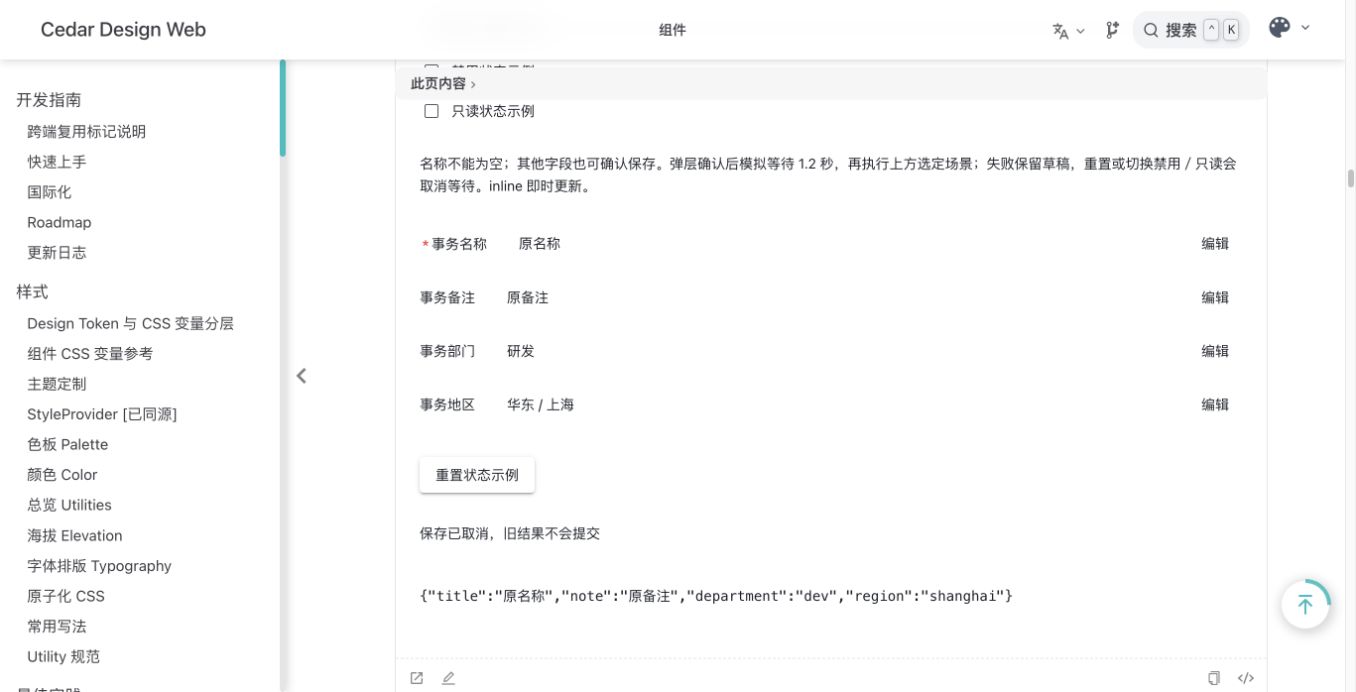 Cedar Design Web
组件
搜索 ^ K
开发指南
跨端复用标记说明
快速上手
国际化
Roadmap
更新日志
样式
Design Token 与 CSS 变量分层
组件 CSS 变量参考
主题定制
StyleProvider [已同源]
色板 Palette
颜色 Color
总览 Utilities
海拔 Elevation
字体排版 Typography
原子化 CSS
常用写法
Utility 规范
此页内容 ›
只读状态示例
名称不能为空；其他字段也可确认保存。弹层确认后模拟等待 1.2 秒，再执行上方选定场景；失败保留草稿，重置或切换禁用 / 只读会
取消等待。inline 即时更新。
* 事务名称 原名称 编辑
事务备注 原备注 编辑
事务部门 研发 编辑
事务地区 华东 / 上海 编辑
重置状态示例
保存已取消，旧结果不会提交
{"title":"原名称","note":"原备注","department":"dev","region":"shanghai"}